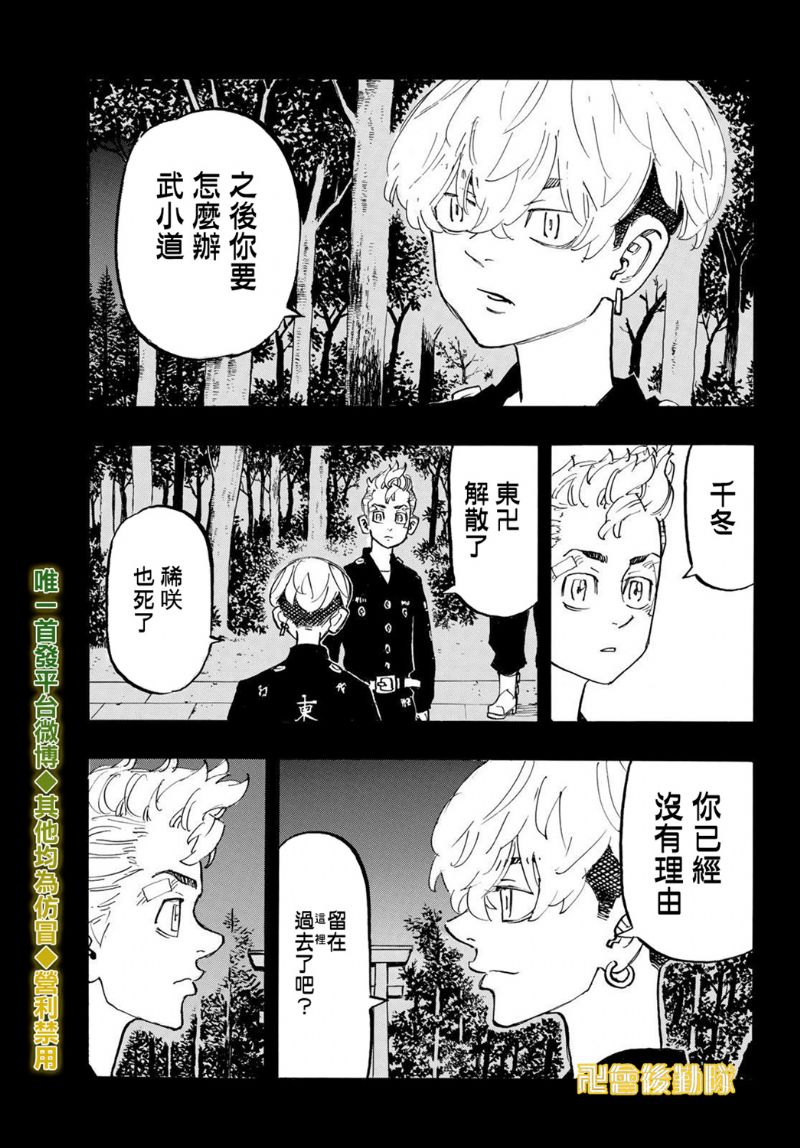 之後你要
怎麼辦
武小道
千冬
東卍
解散了
稀咲
也死了
東
你已經
沒有理由
留在
這裡
過去了吧？
唯一首發平台微博◆其他均為仿冒◆營利禁用
卍會後勤隊